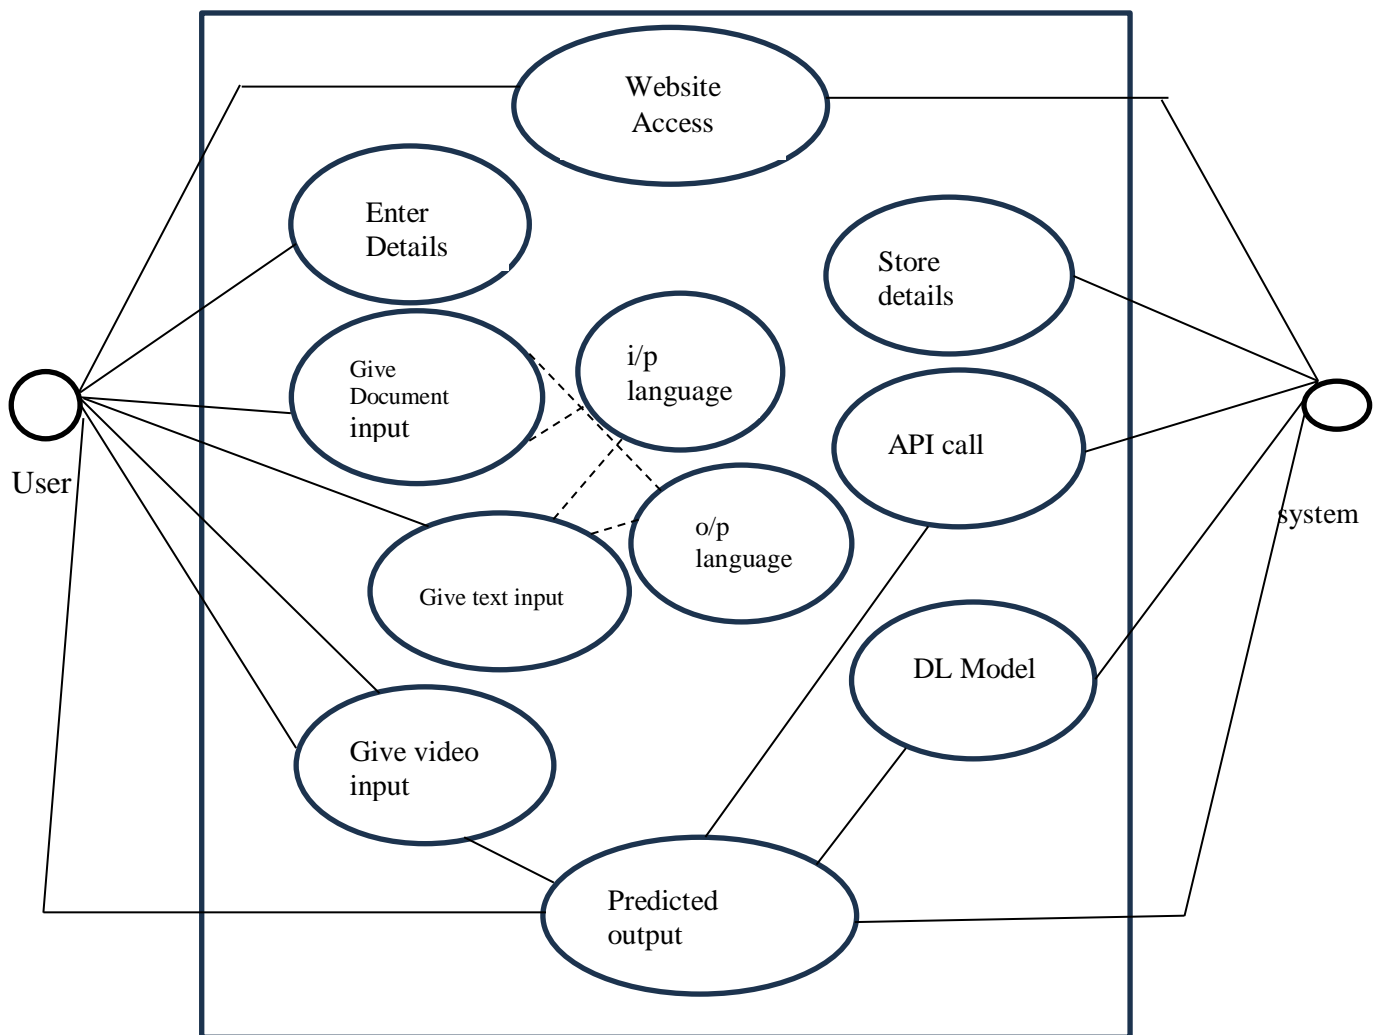 Website
Access
Enter
Details
Store
details
Give
Document
input
i/p
language
API call
User
o/p
language
system
Give text input
DL Model
Give video
input
Predicted
output